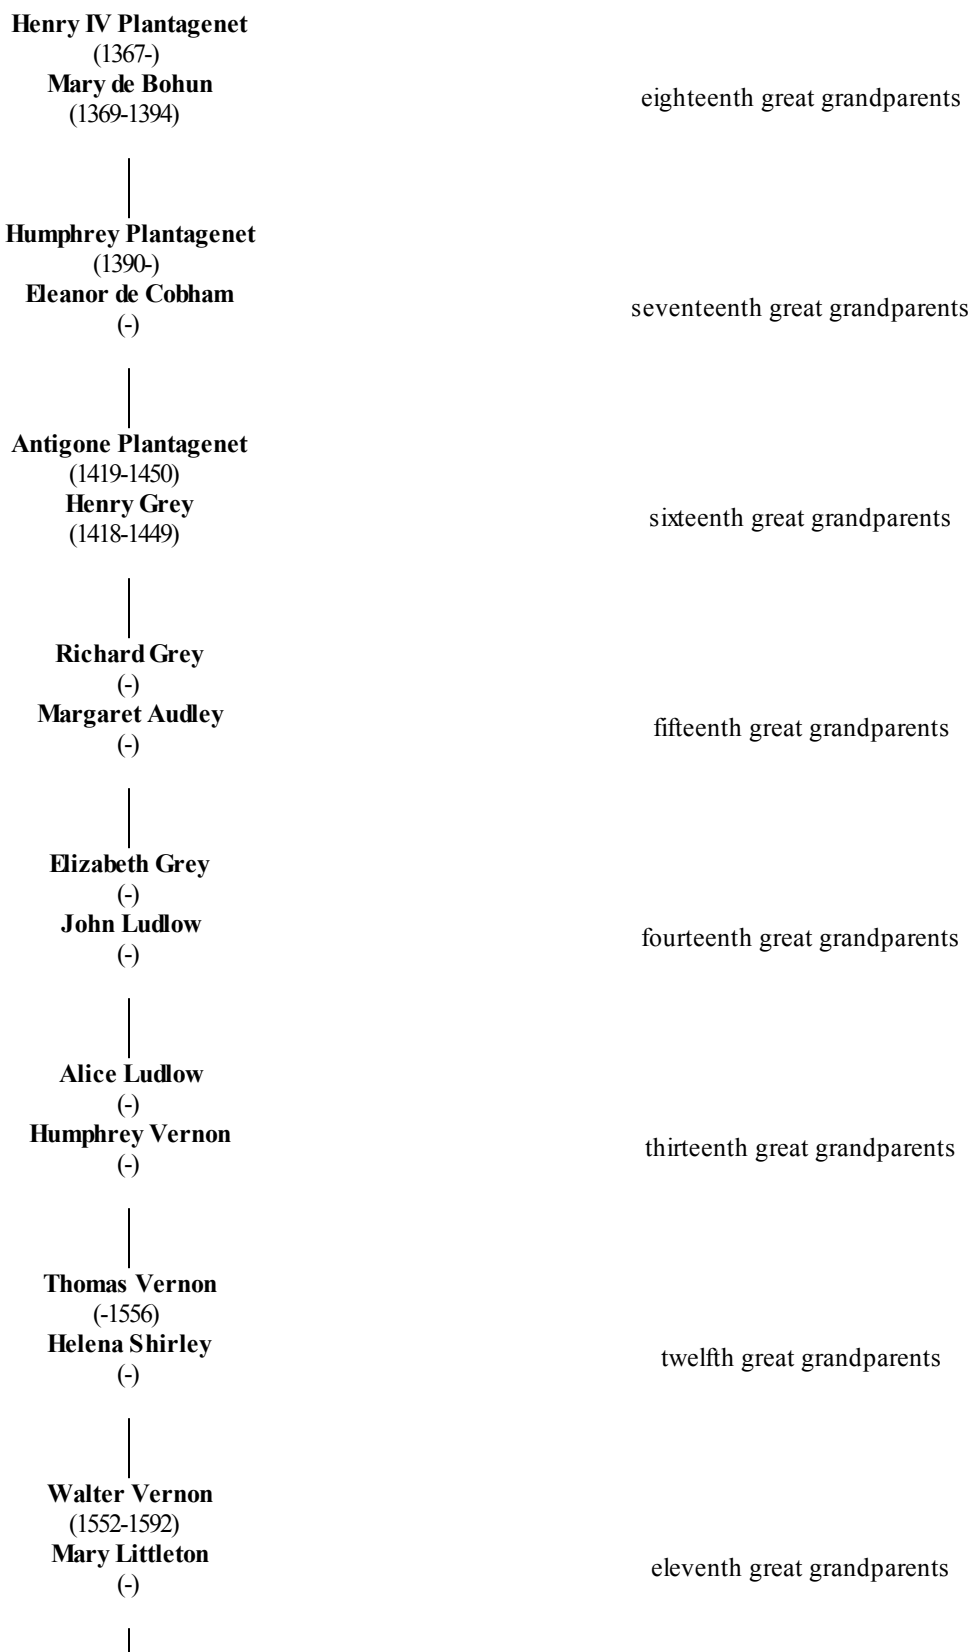 Henry IV Plantagenet
(1367-)
Mary de Bohun
(1369-1394)
eighteenth great grandparents
Humphrey Plantagenet
(1390-)
Eleanor de Cobham
(-)
seventeenth great grandparents
Antigone Plantagenet
(1419-1450)
Henry Grey
(1418-1449)
sixteenth great grandparents
Richard Grey
(-)
Margaret Audley
(-)
fifteenth great grandparents
Elizabeth Grey
(-)
John Ludlow
(-)
fourteenth great grandparents
Alice Ludlow
(-)
Humphrey Vernon
(-)
thirteenth great grandparents
Thomas Vernon
(-1556)
Helena Shirley
(-)
twelfth great grandparents
Walter Vernon
(1552-1592)
Mary Littleton
(-)
eleventh great grandparents